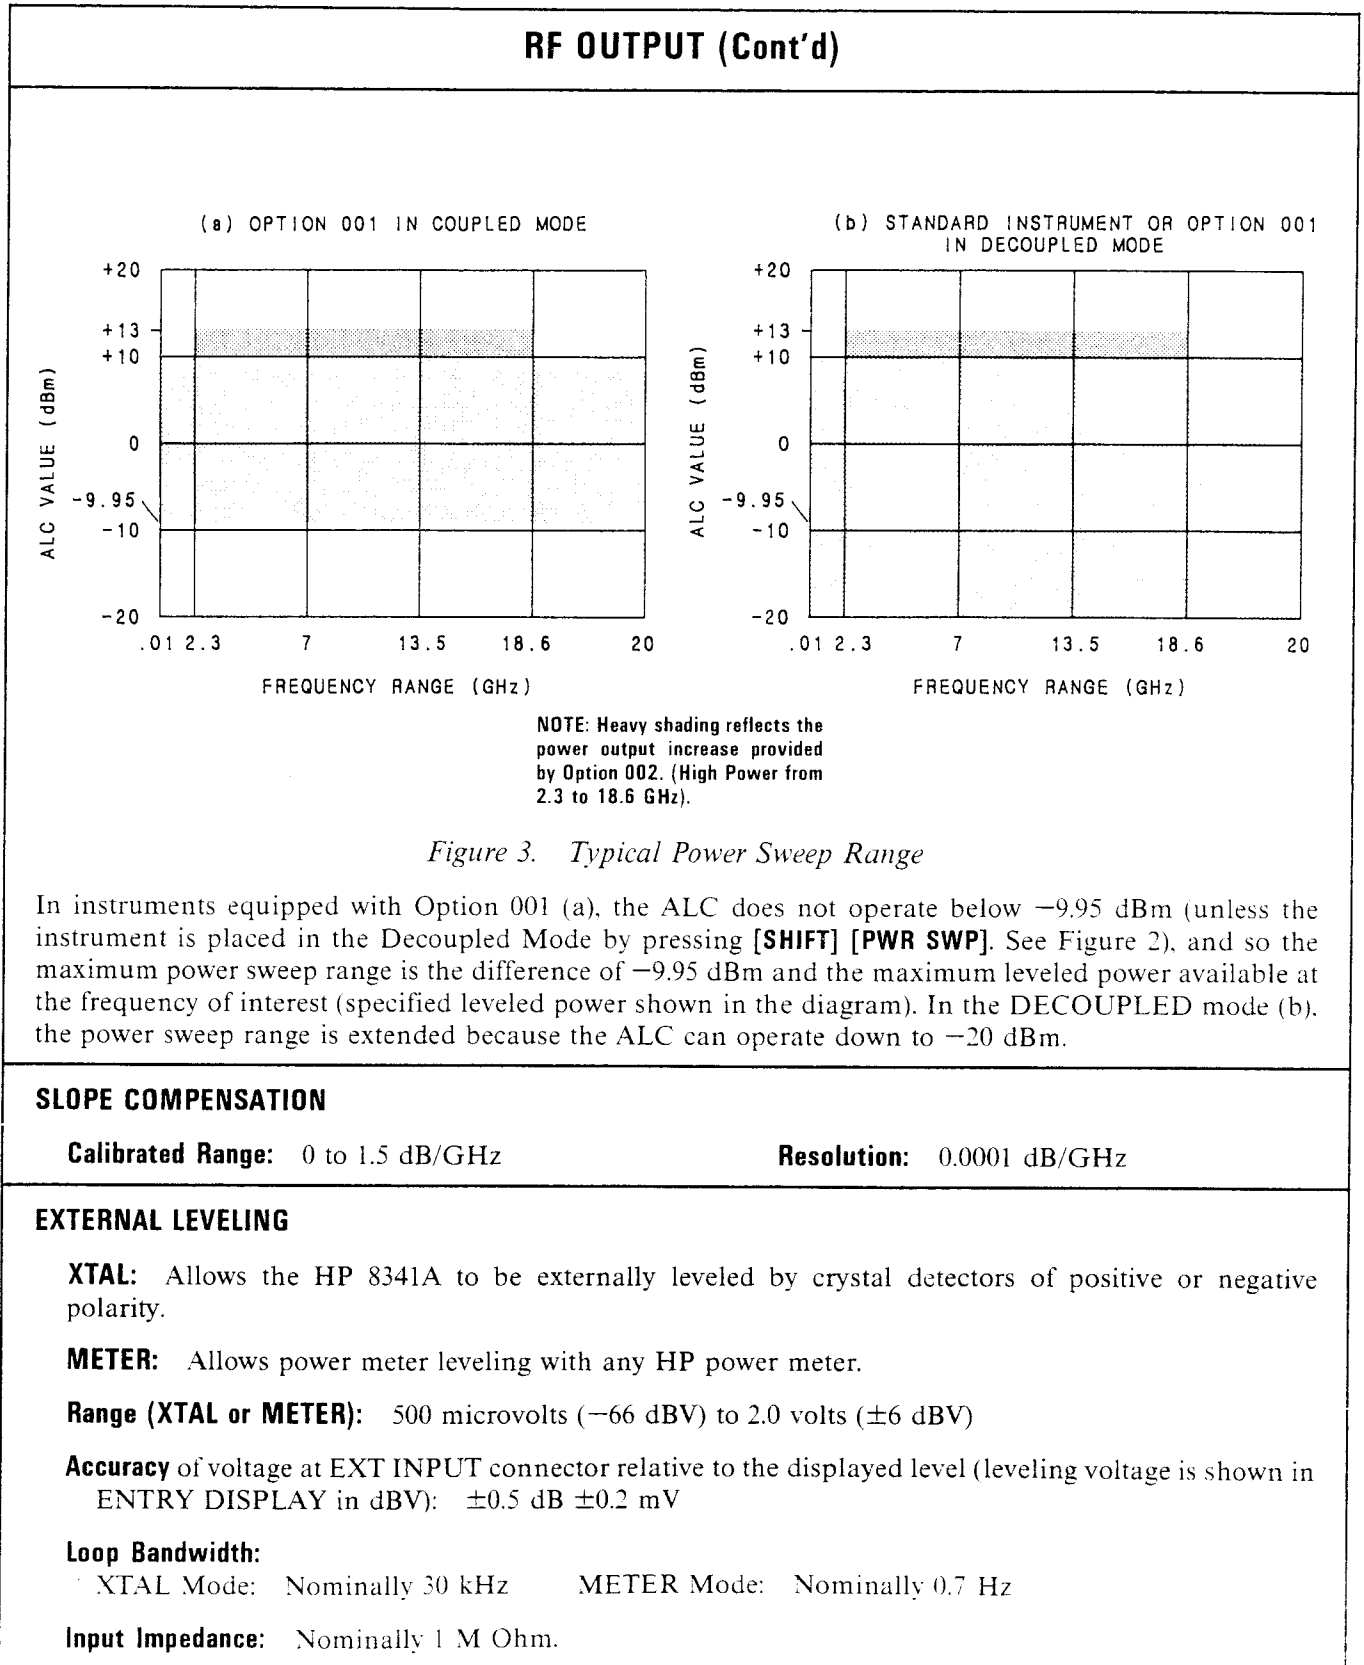 RF OUTPUT (Cont'd)
(a) OPTION 001 IN COUPLED MODE
+20
+13
+10
0
-9.95
-10
-20
ALC VALUE (dBm)
.01 2.3 7 13.5 18.6 20
FREQUENCY RANGE (GHz)
(b) STANDARD INSTRUMENT OR OPTION 001
IN DECOUPLED MODE
+20
+13
+10
0
-9.95
-10
-20
ALC VALUE (dBm)
.01 2.3 7 13.5 18.6 20
FREQUENCY RANGE (GHz)
NOTE: Heavy shading reflects the
power output increase provided
by Option 002. (High Power from
2.3 to 18.6 GHz).
Figure 3. Typical Power Sweep Range
In instruments equipped with Option 001 (a), the ALC does not operate below −9.95 dBm (unless the
instrument is placed in the Decoupled Mode by pressing [SHIFT] [PWR SWP]. See Figure 2), and so the
maximum power sweep range is the difference of −9.95 dBm and the maximum leveled power available at
the frequency of interest (specified leveled power shown in the diagram). In the DECOUPLED mode (b),
the power sweep range is extended because the ALC can operate down to −20 dBm.
SLOPE COMPENSATION
Calibrated Range: 0 to 1.5 dB/GHz Resolution: 0.0001 dB/GHz
EXTERNAL LEVELING
XTAL: Allows the HP 8341A to be externally leveled by crystal detectors of positive or negative
polarity.
METER: Allows power meter leveling with any HP power meter.
Range (XTAL or METER): 500 microvolts (−66 dBV) to 2.0 volts (±6 dBV)
Accuracy of voltage at EXT INPUT connector relative to the displayed level (leveling voltage is shown in
ENTRY DISPLAY in dBV): ±0.5 dB ±0.2 mV
Loop Bandwidth:
XTAL Mode: Nominally 30 kHz METER Mode: Nominally 0.7 Hz
Input Impedance: Nominally 1 M Ohm.